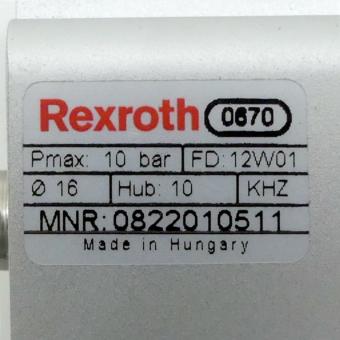 Rexroth 0670
Pmax: 10 bar FD: 12W01
Ø 16 Hub: 10 KHZ
MNR: 0822010511
Made in Hungary